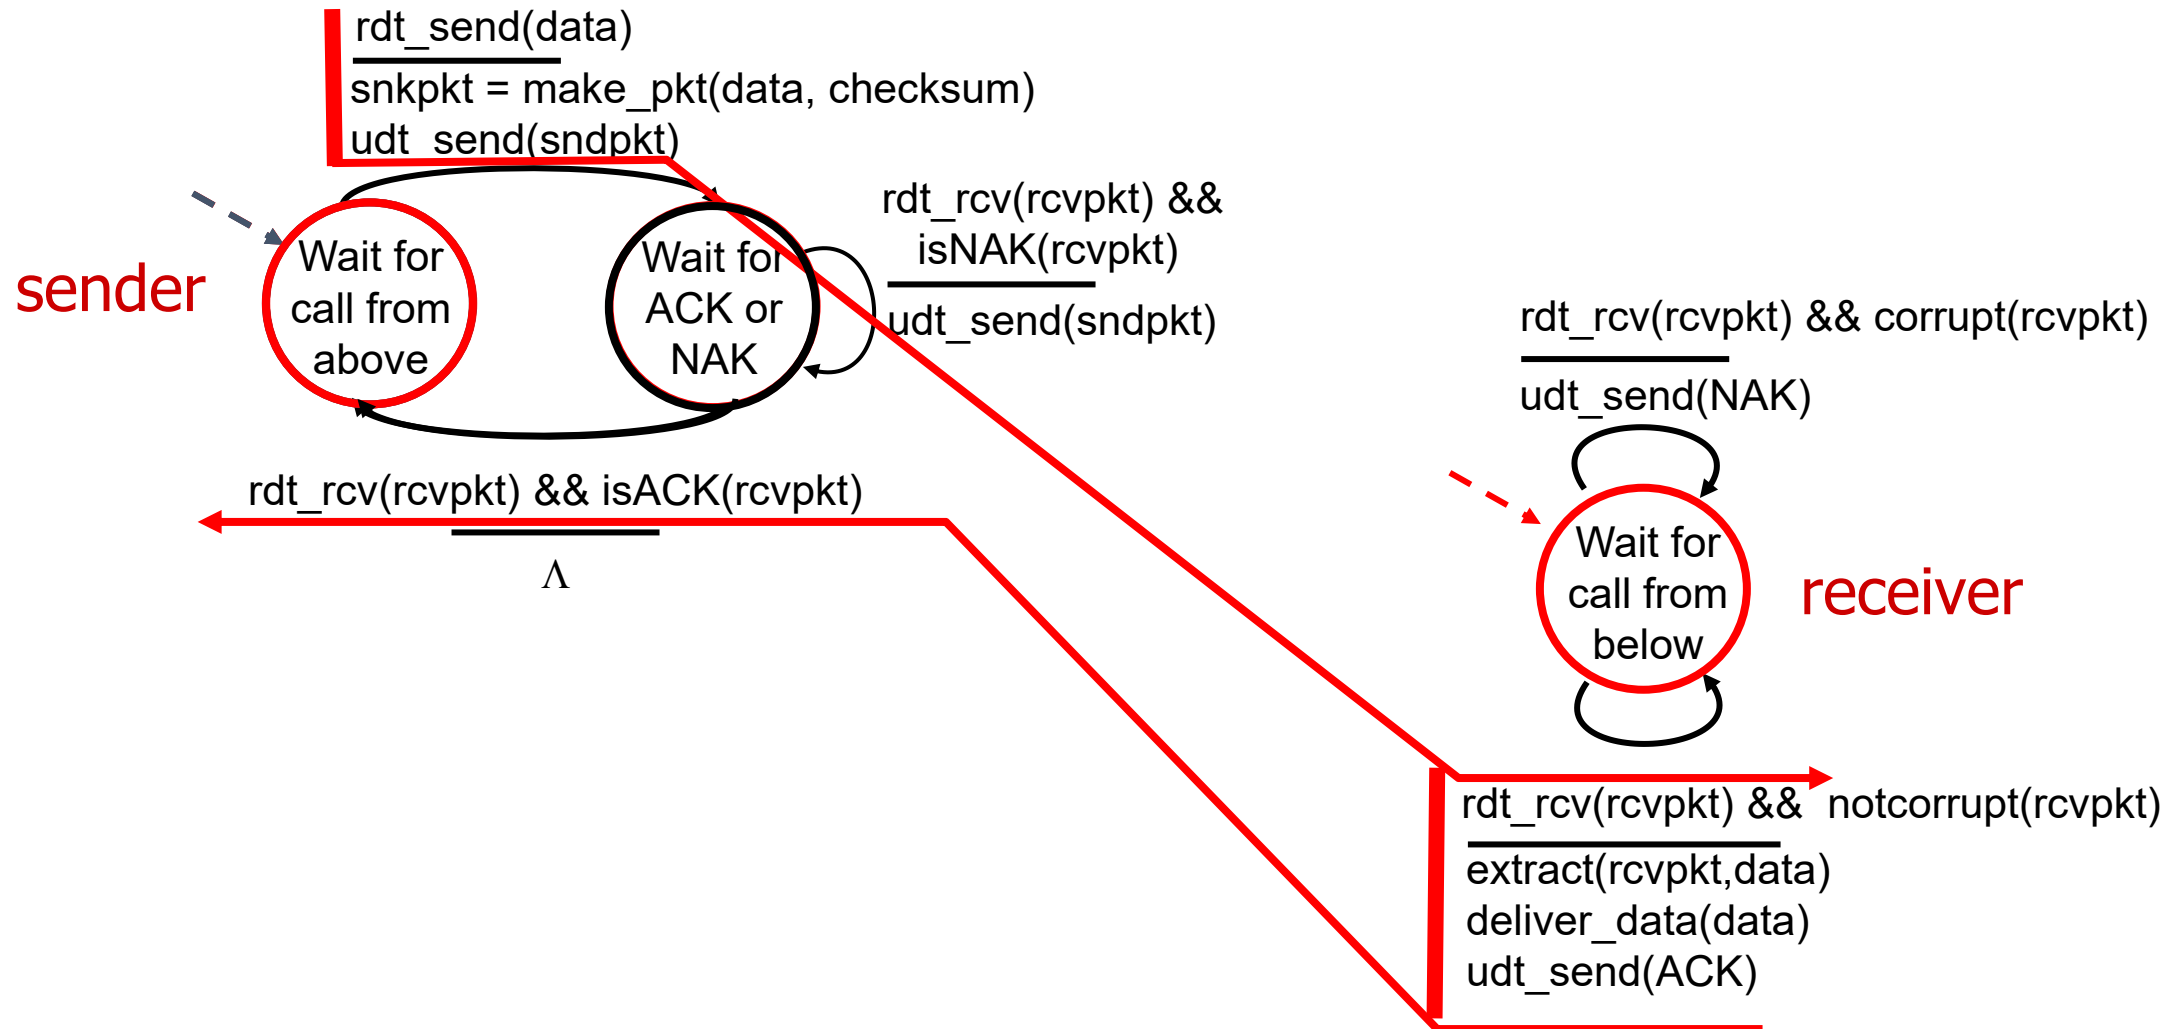 rdt_send(data)
snkpkt = make_pkt(data, checksum)
udt_send(sndpkt)
sender
Wait for
call from
above
Wait for
ACK or
NAK
rdt_rcv(rcvpkt) &&
isNAK(rcvpkt)
udt_send(sndpkt)
rdt_rcv(rcvpkt) && isACK(rcvpkt)
Λ
rdt_rcv(rcvpkt) && corrupt(rcvpkt)
udt_send(NAK)
Wait for
call from
below
receiver
rdt_rcv(rcvpkt) && notcorrupt(rcvpkt)
extract(rcvpkt,data)
deliver_data(data)
udt_send(ACK)